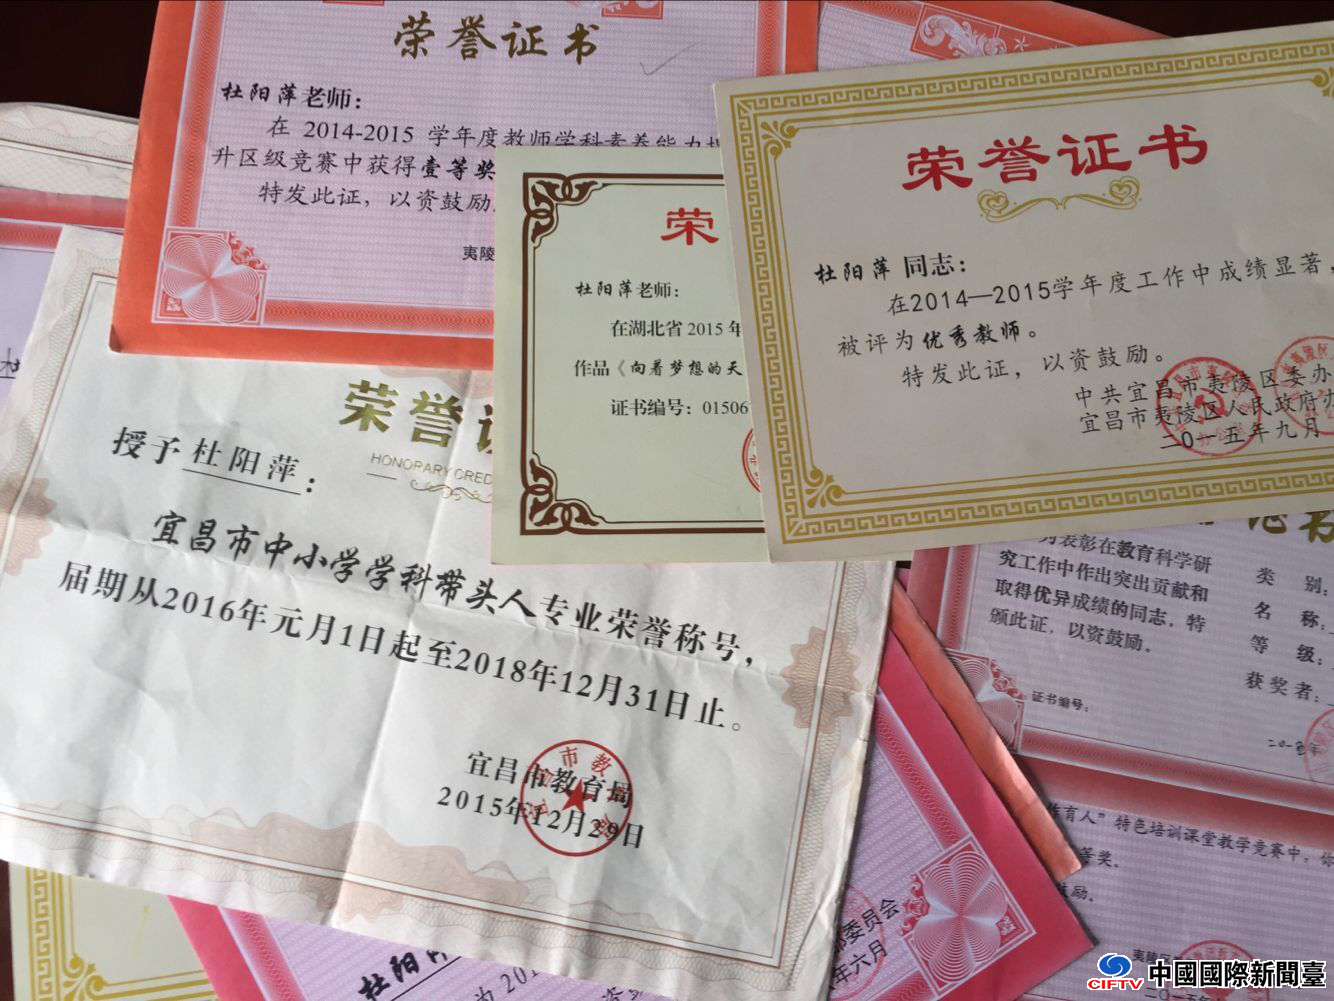 荣誉证书
杜阳萍老师：
在 2014-2015 学年度教师学科素养能力
升区级竞赛中获得壹等奖
特发此证，以资鼓励
夷陵
荣
杜阳萍老师：
在湖北省 2015 年
作品《向着梦想的天
证书编号：01506
荣誉证书
杜阳萍 同志：
在2014—2015学年度工作中成绩显著，
被评为优秀教师。
特发此证，以资鼓励。
中共宜昌市夷陵区委办
宜昌市夷陵区人民政府办
二〇一五年九月
荣誉证
HONORARY CRED
授予杜阳萍：
宜昌市中小学学科带头人专业荣誉称号，
届期从2016年元月1日起至2018年12月31日止。
宜昌市教育局
2015年12月29日
为表彰在教育科学研
究工作中作出突出贡献和
取得优异成绩的同志，特
颁此证，以资鼓励。
证书编号：
类 别：
名 称：
等 级：
获奖者：
作育人”特色培训课堂教学竞赛中，你
等奖。
鼓励。
夷陵
委员会
年六月
杜阳萍
CIFTV 中國國際新聞臺